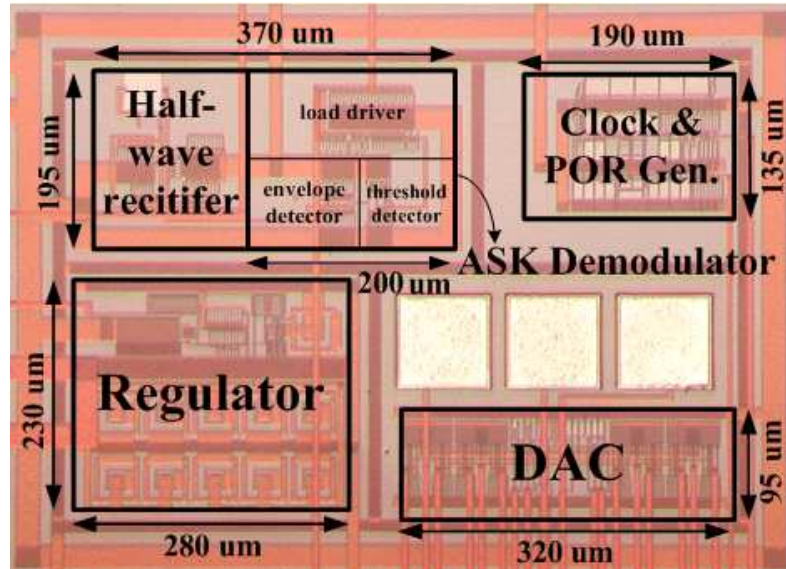 370 um
190 um
195 um
Half-
wave
recitifer
load driver
envelope
detector
threshold
detector
Clock &
POR Gen.
135 um
ASK Demodulator
200 um
230 um
Regulator
280 um
DAC
95 um
320 um